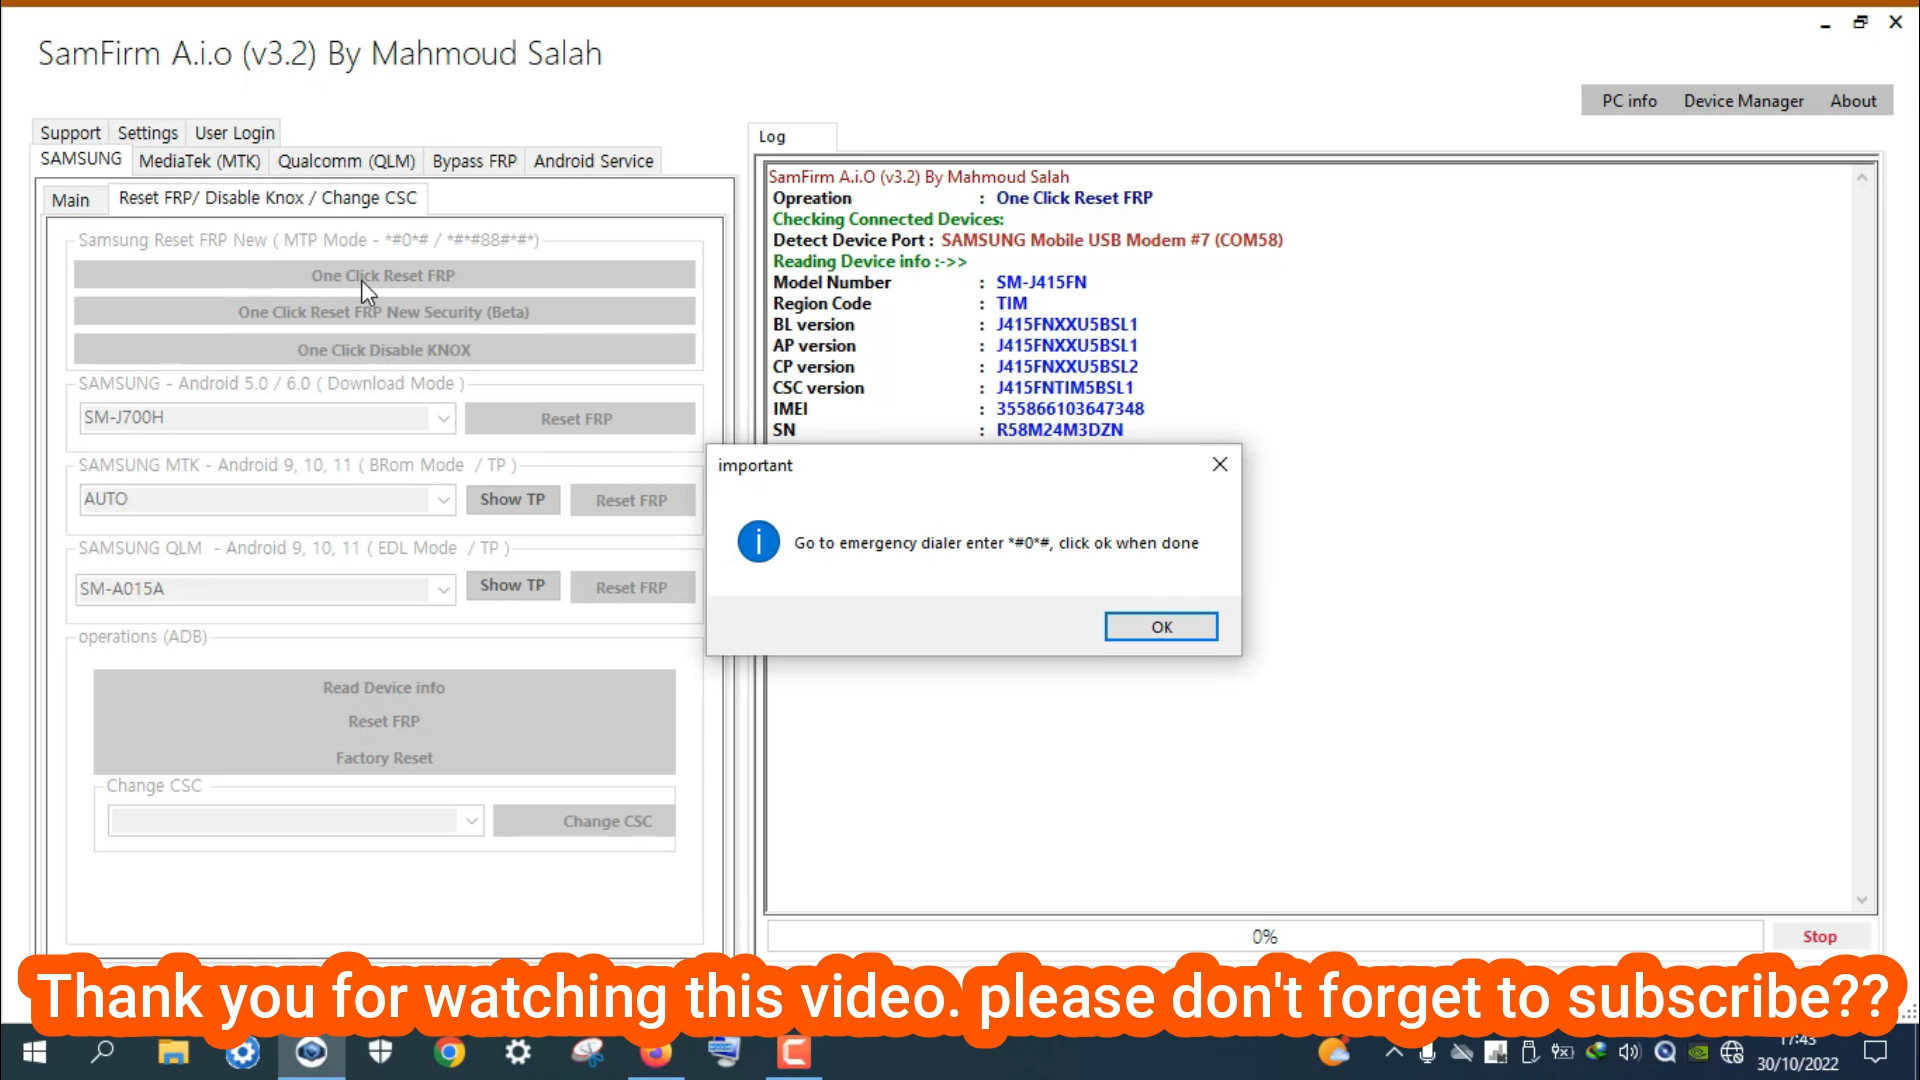 SamFirm A.i.o (v3.2) By Mahmoud Salah
PC info Device Manager About
Support Settings User Login
SAMSUNG MediaTek (MTK) Qualcomm (QLM) Bypass FRP Android Service
Main Reset FRP/ Disable Knox / Change CSC
Samsung Reset FRP New ( MTP Mode - *#0*# / *#*#88#*#*)
One Click Reset FRP
One Click Reset FRP New Security (Beta)
One Click Disable KNOX
SAMSUNG - Android 5.0 / 6.0 ( Download Mode )
SM-J700H Reset FRP
SAMSUNG MTK - Android 9, 10, 11 ( BRom Mode / TP )
AUTO Show TP Reset FRP
SAMSUNG QLM - Android 9, 10, 11 ( EDL Mode / TP )
SM-A015A Show TP Reset FRP
operations (ADB)
Read Device info
Reset FRP
Factory Reset
Change CSC
Change CSC
Log
SamFirm A.i.O (v3.2) By Mahmoud Salah
Opreation : One Click Reset FRP
Checking Connected Devices:
Detect Device Port : SAMSUNG Mobile USB Modem #7 (COM58)
Reading Device info :->>
Model Number : SM-J415FN
Region Code : TIM
BL version : J415FNXXU5BSL1
AP version : J415FNXXU5BSL1
CP version : J415FNXXU5BSL2
CSC version : J415FNTIM5BSL1
IMEI : 355866103647348
SN : R58M24M3DZN
important
Go to emergency dialer enter *#0*#, click ok when done
OK
0% Stop
Thank you for watching this video. please don't forget to subscribe??
17:43
30/10/2022